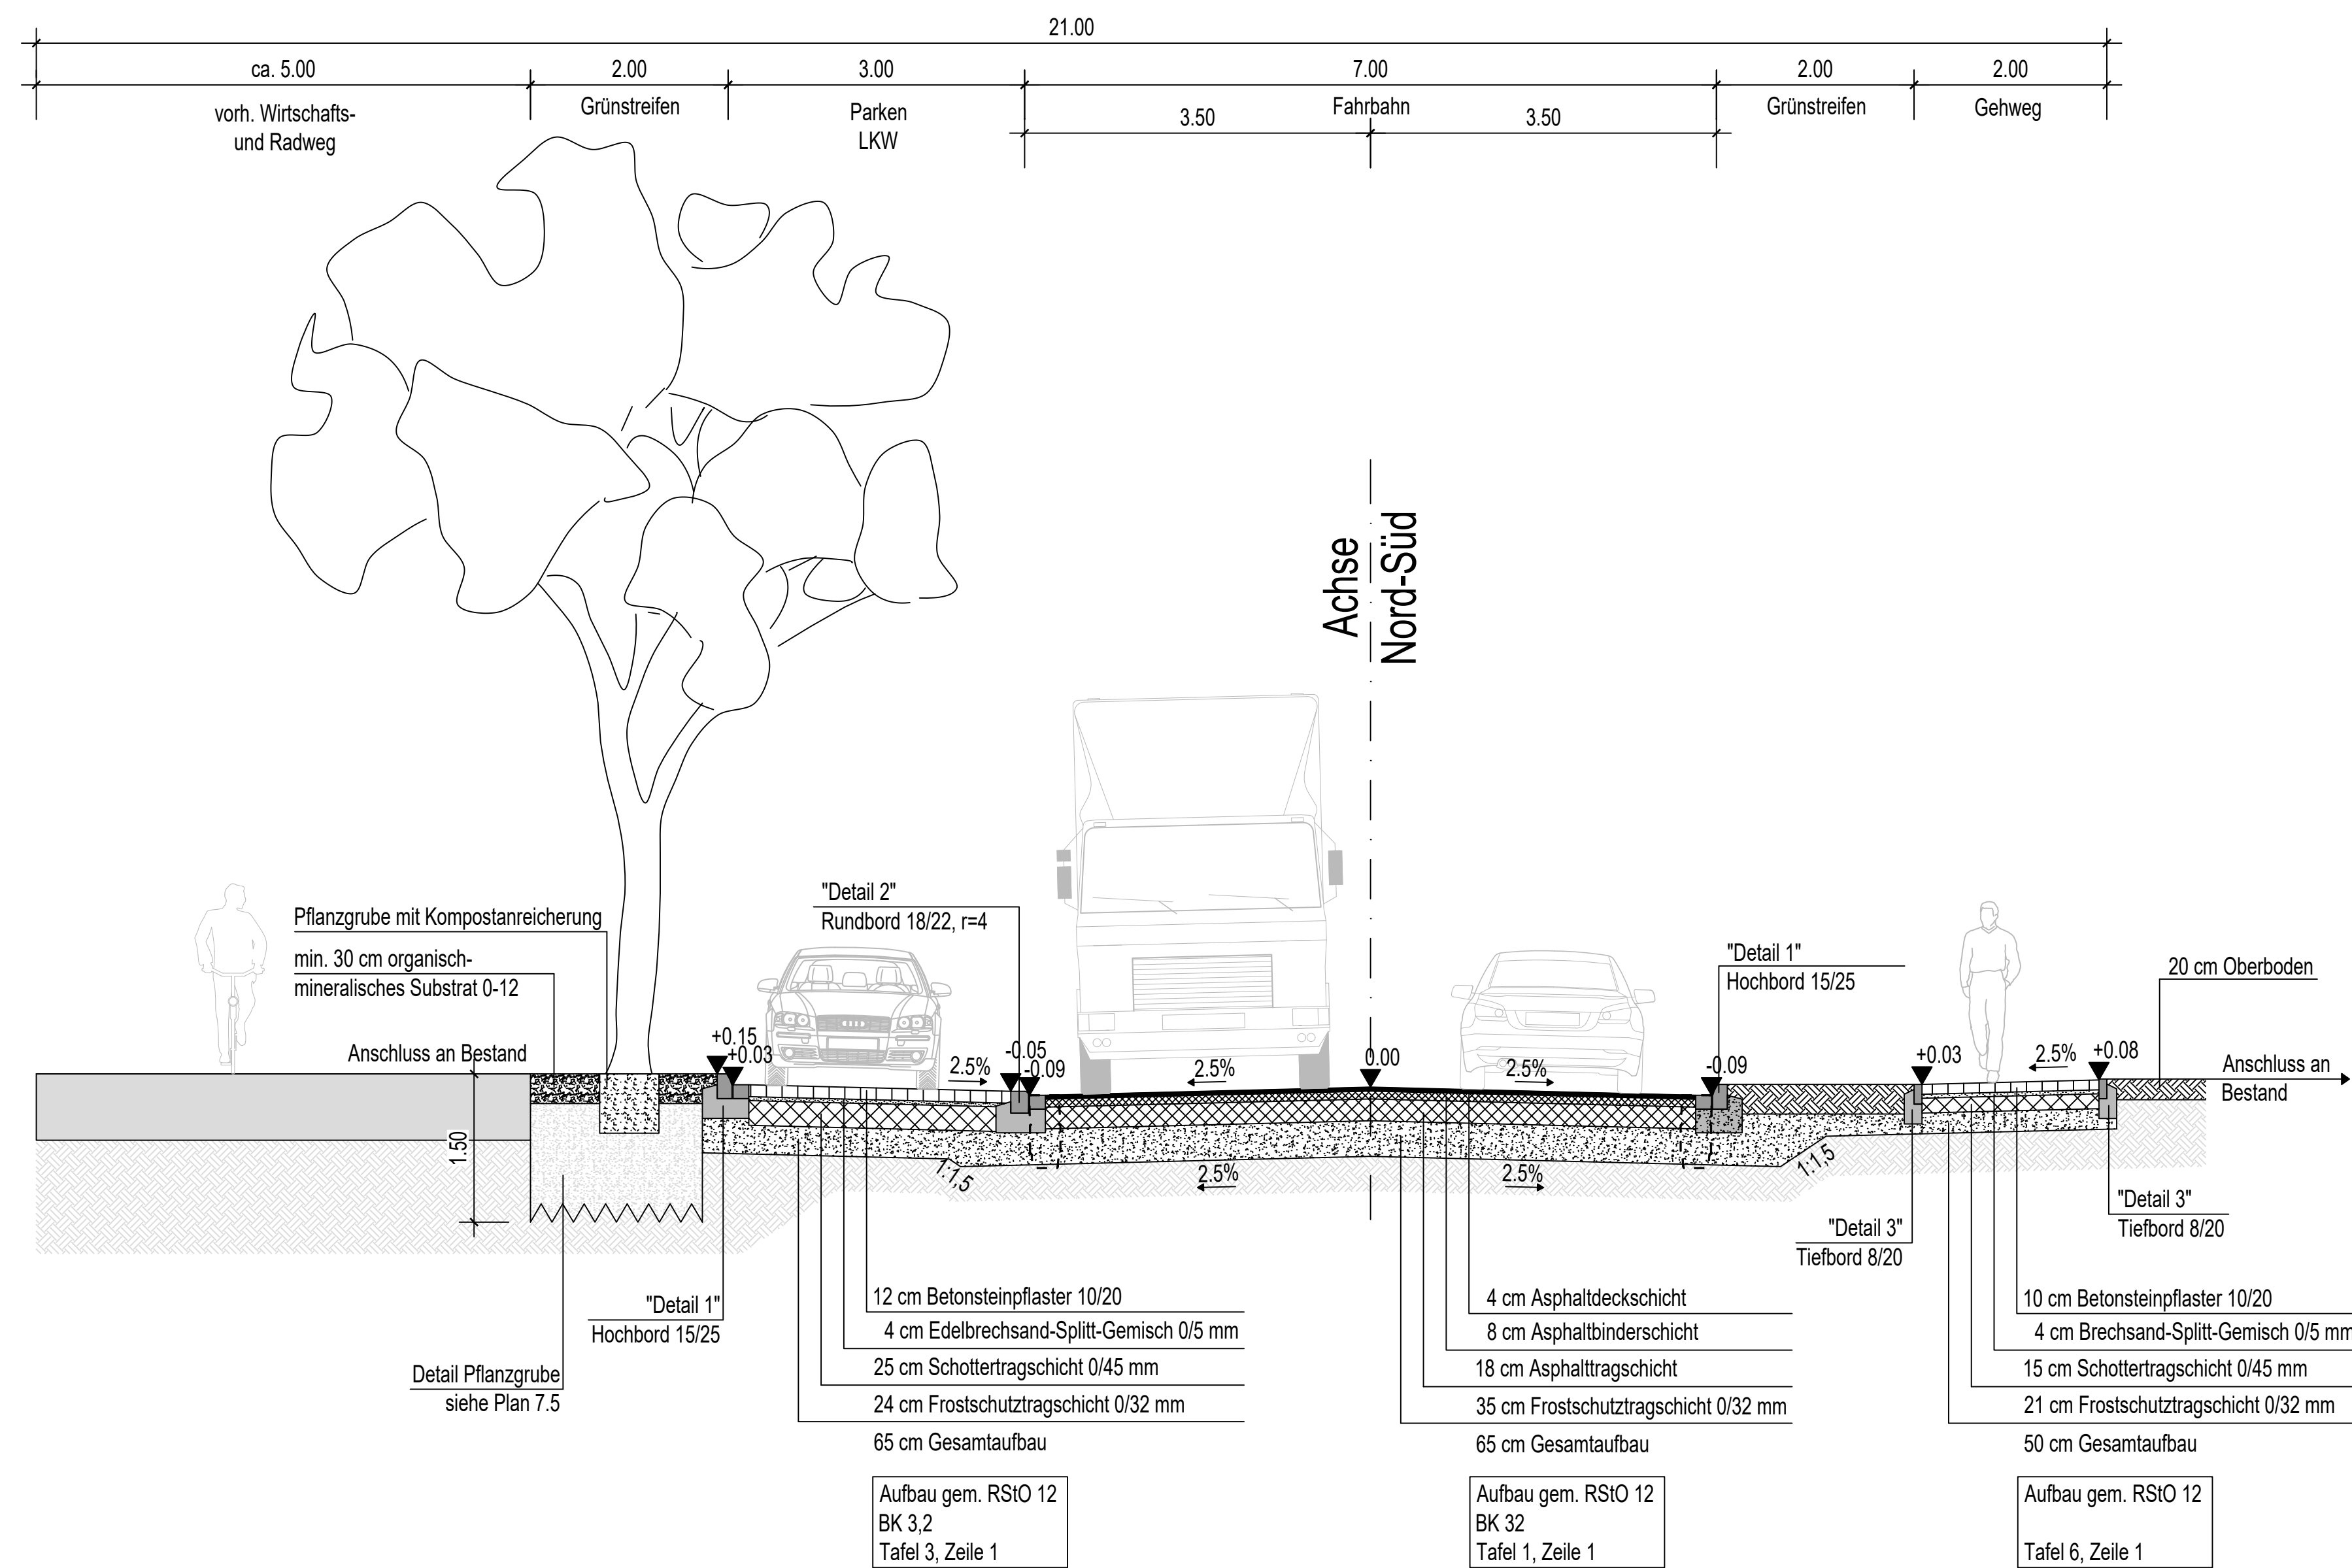 21.00
ca. 5.00
2.00
3.00
7.00
2.00
2.00
vorh. Wirtschafts-
und Radweg
Grünstreifen
Parken
LKW
Fahrbahn
3.50
3.50
Grünstreifen
Gehweg
Achse
Nord-Süd
"Detail 2"
Rundbord 18/22, r=4
Pflanzgrube mit Kompostanreicherung
min. 30 cm organisch-
mineralisches Substrat 0-12
Anschluss an Bestand
"Detail 1"
Hochbord 15/25
20 cm Oberboden
Anschluss an
Bestand
+0.15
+0.03
2.5%
-0.05
-0.09
2.5%
0.00
2.5%
-0.09
+0.03
2.5%
+0.08
1.50
1:1,5
2.5%
2.5%
1:1,5
"Detail 3"
Tiefbord 8/20
"Detail 3"
Tiefbord 8/20
"Detail 1"
Hochbord 15/25
Detail Pflanzgrube
siehe Plan 7.5
12 cm Betonsteinpflaster 10/20
4 cm Edelbrechsand-Splitt-Gemisch 0/5 mm
25 cm Schottertragschicht 0/45 mm
24 cm Frostschutztragschicht 0/32 mm
65 cm Gesamtaufbau
Aufbau gem. RStO 12
BK 3,2
Tafel 3, Zeile 1
4 cm Asphaltdeckschicht
8 cm Asphaltbinderschicht
18 cm Asphalttragschicht
35 cm Frostschutztragschicht 0/32 mm
65 cm Gesamtaufbau
Aufbau gem. RStO 12
BK 32
Tafel 1, Zeile 1
10 cm Betonsteinpflaster 10/20
4 cm Brechsand-Splitt-Gemisch 0/5 mm
15 cm Schottertragschicht 0/45 mm
21 cm Frostschutztragschicht 0/32 mm
50 cm Gesamtaufbau
Aufbau gem. RStO 12
Tafel 6, Zeile 1